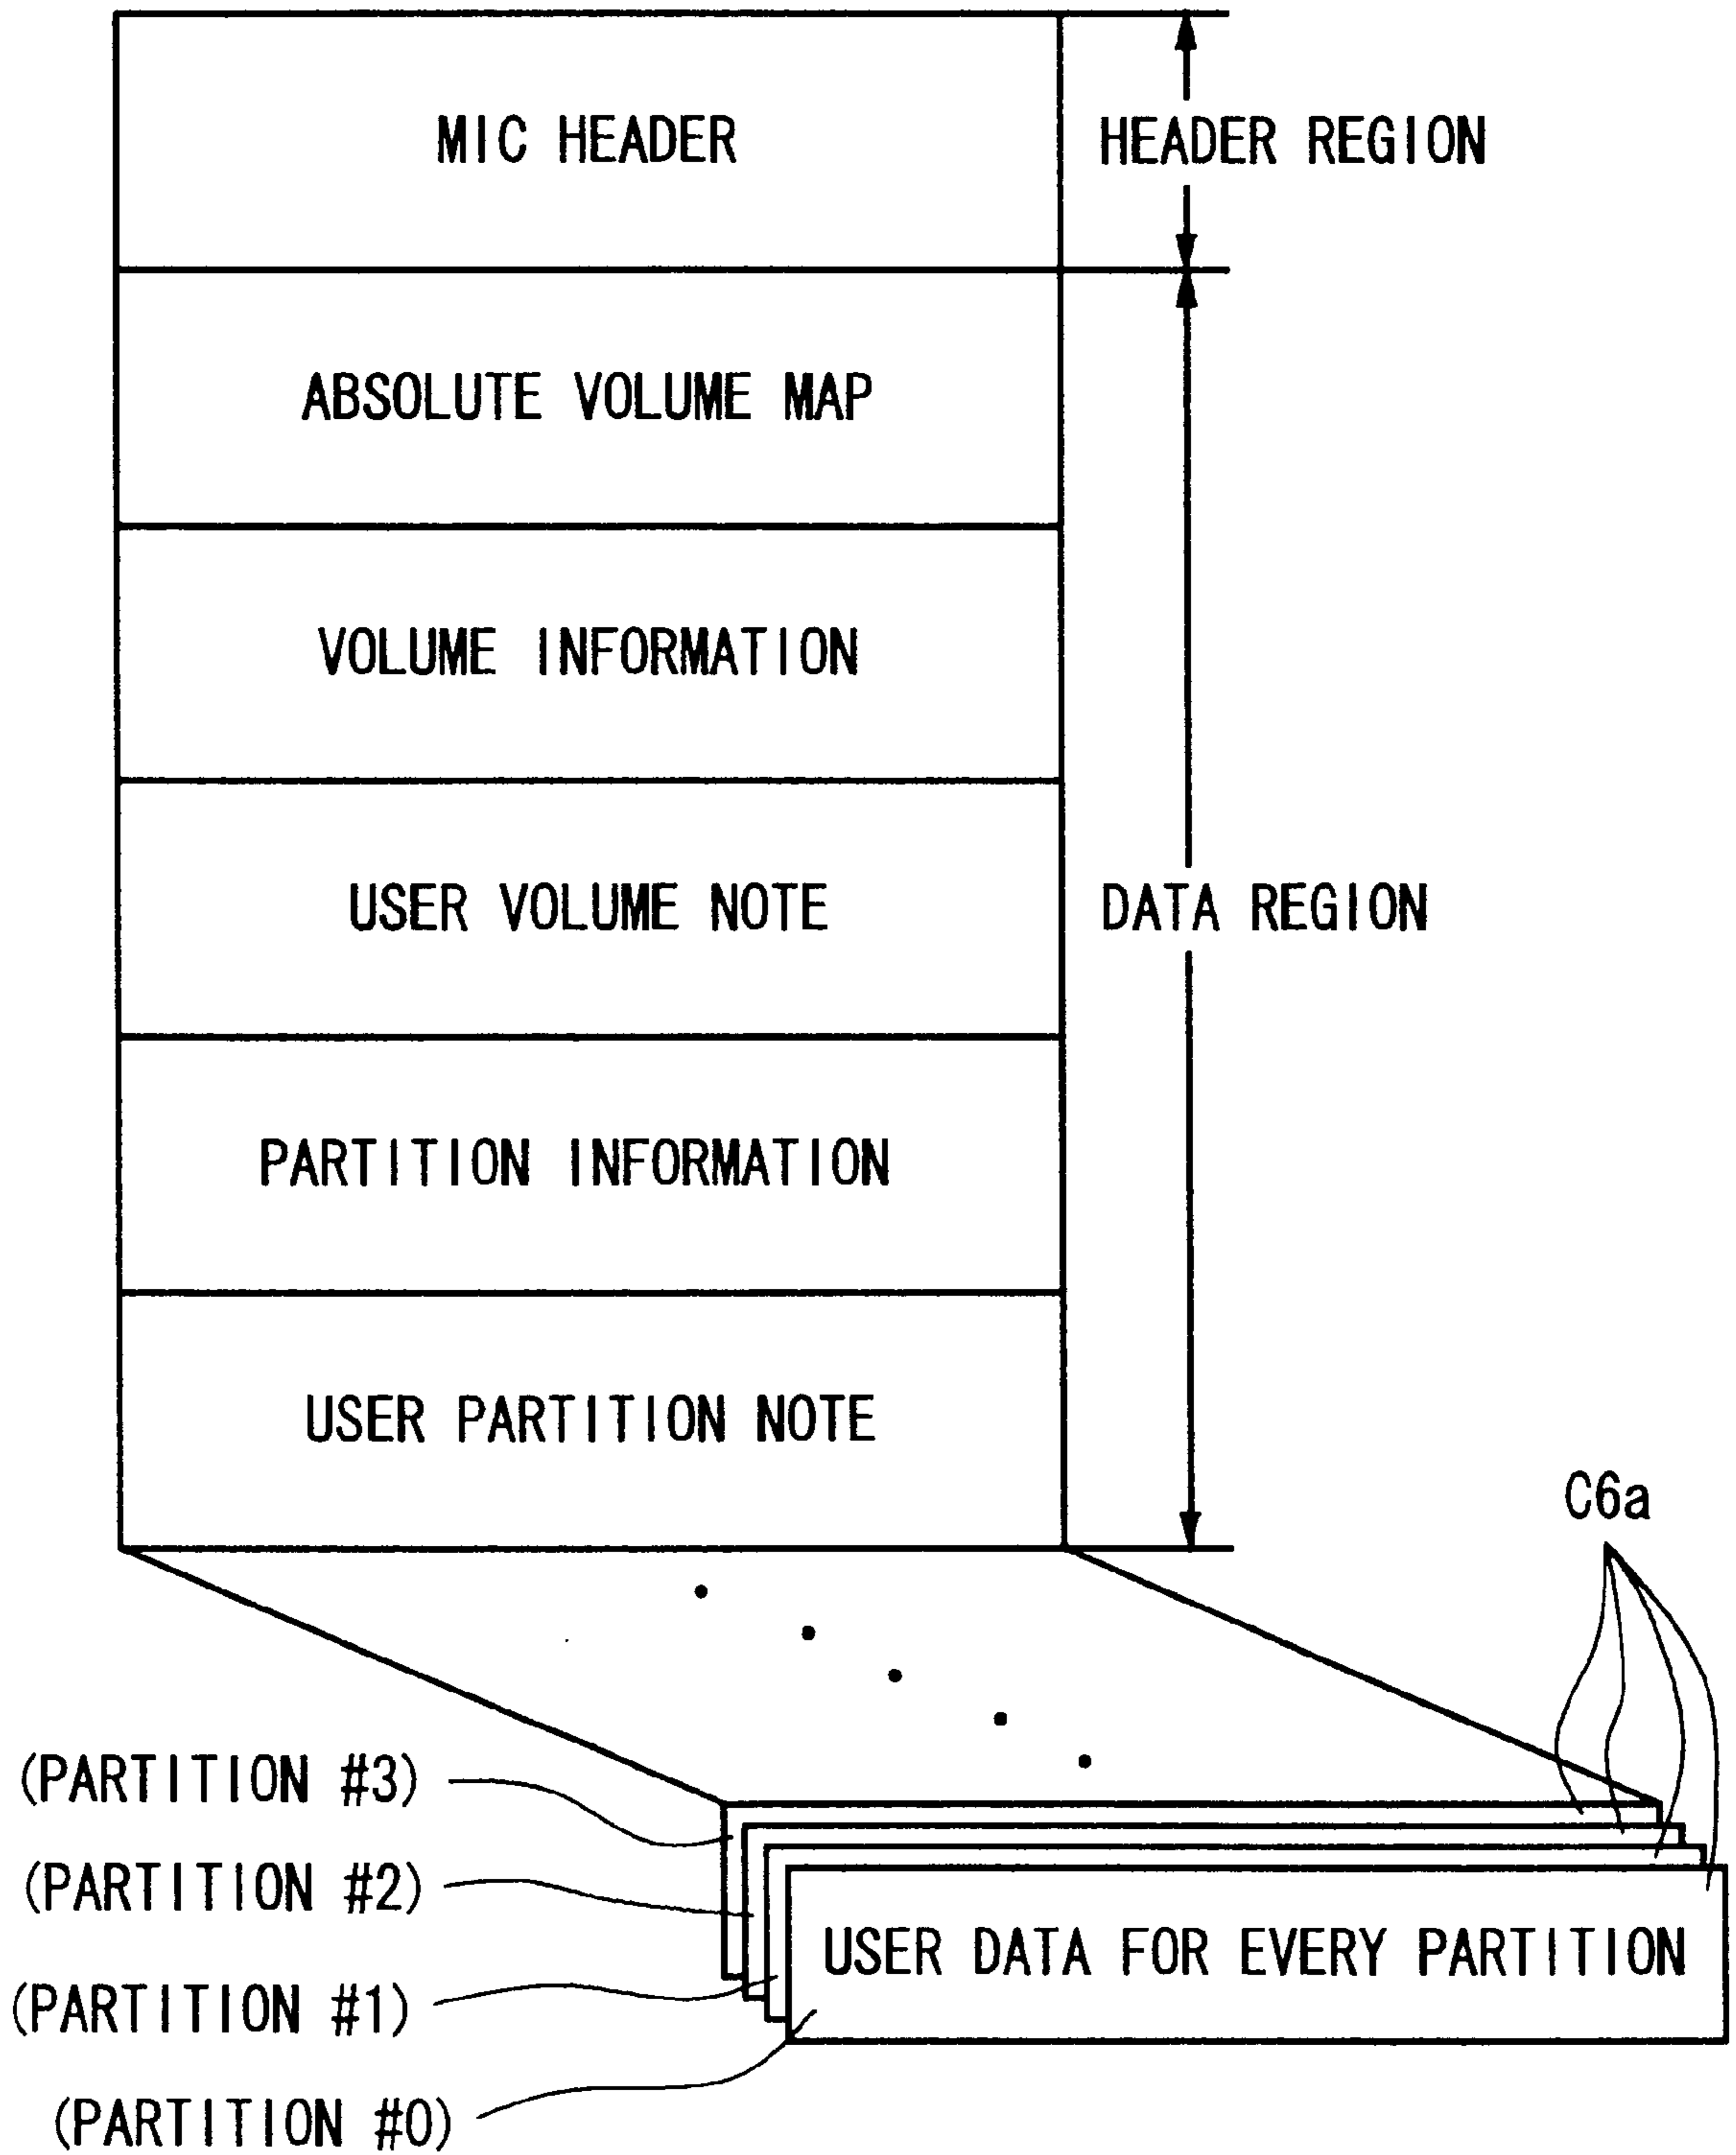 MIC HEADER
HEADER REGION
ABSOLUTE VOLUME MAP
VOLUME INFORMATION
USER VOLUME NOTE
DATA REGION
PARTITION INFORMATION
USER PARTITION NOTE
C6a
(PARTITION #3)
(PARTITION #2)
USER DATA FOR EVERY PARTITION
(PARTITION #1)
(PARTITION #0)